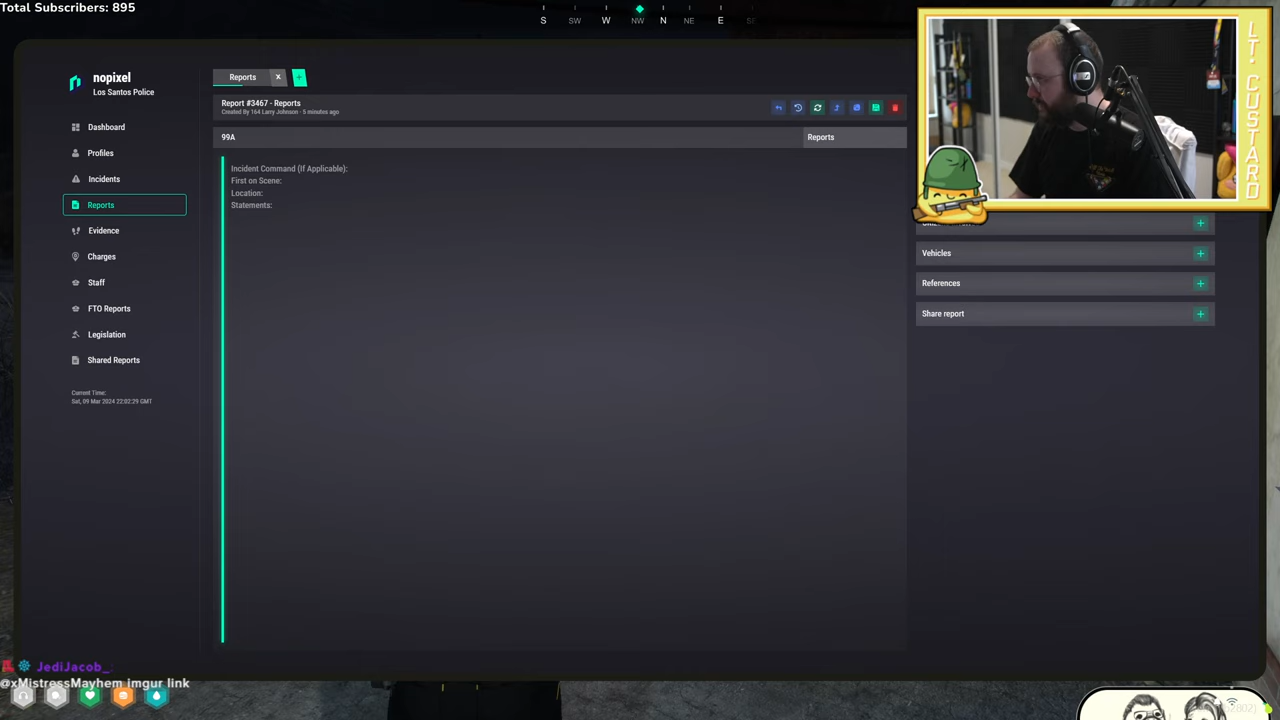 Total Subscribers: 895
S SW W NW N NE E
nopixel
Los Santos Police
Dashboard
Profiles
Incidents
Reports
Evidence
Charges
Staff
FTO Reports
Legislation
Shared Reports
Current Time:
Sat, 09 Mar 2024 22:02:29 GMT
Reports X +
Report #3467 - Reports
Created By 164 Larry Johnson - 5 minutes ago
99A
Reports
Incident Command (If Applicable):
First on Scene:
Location:
Statements:
Vehicles
References
Share report
LT. CUSTARD
JediJacob_:
@xMistressMayhem imgur link